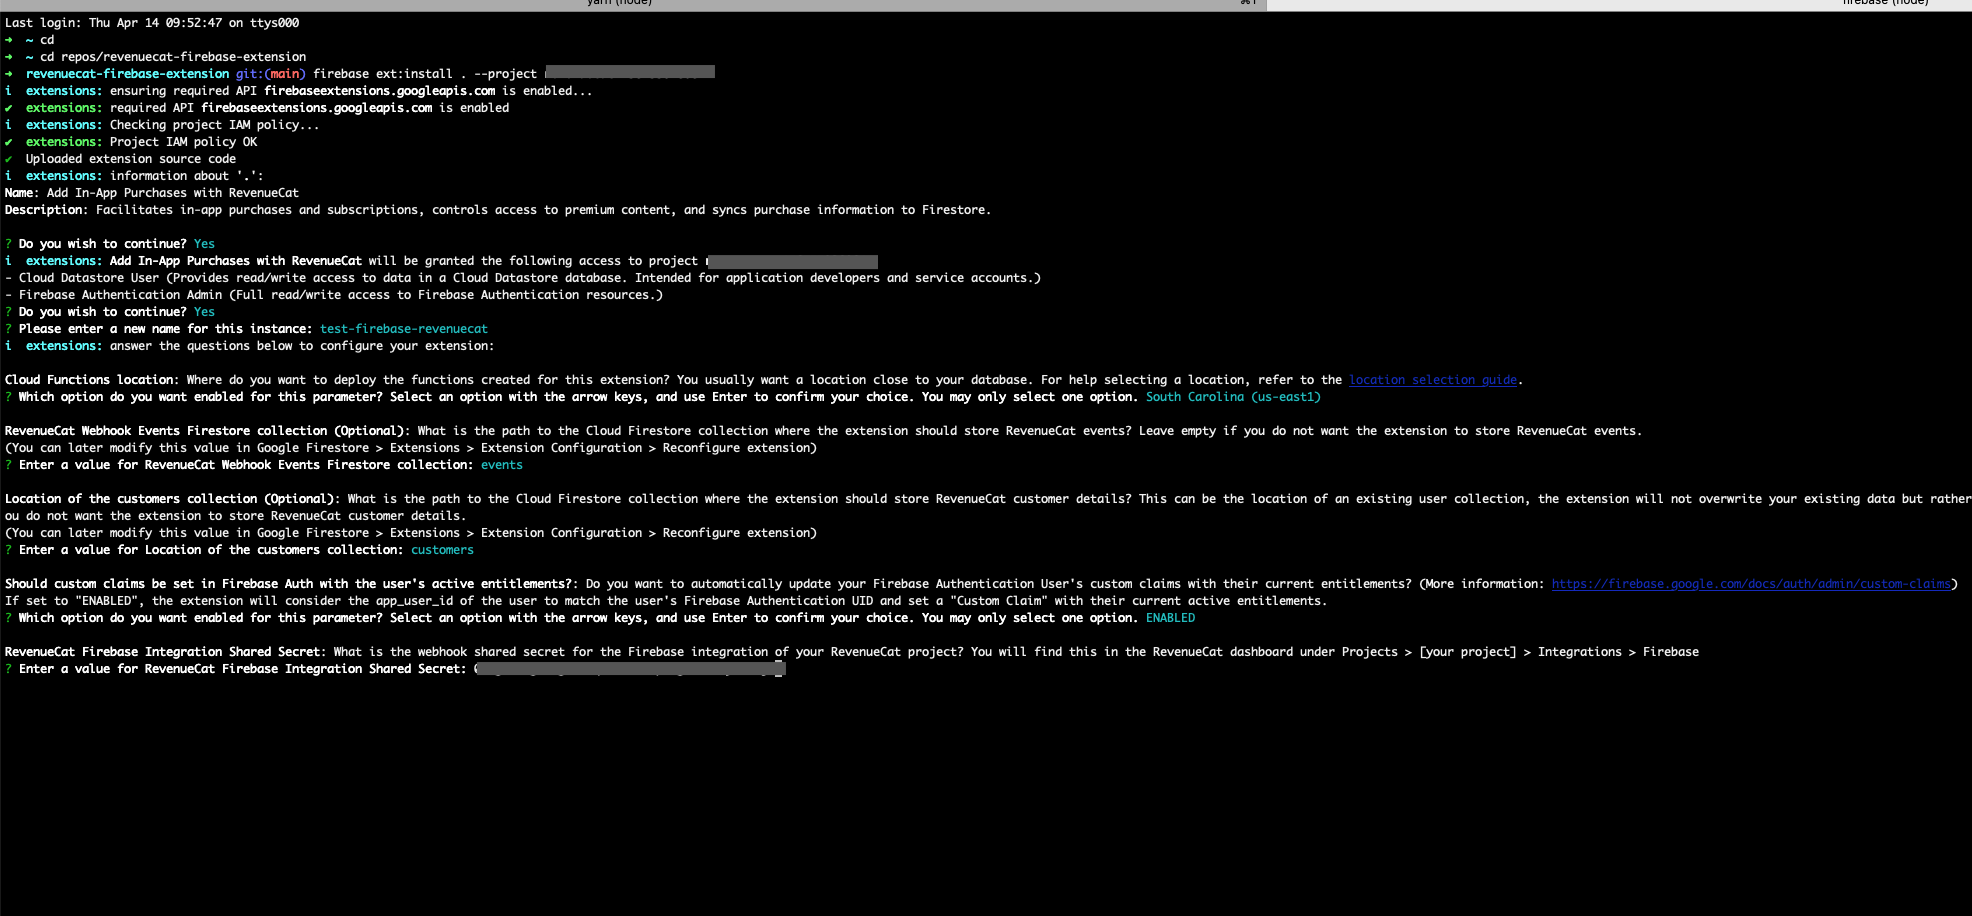 yarn (node)
firebase (node)
Last login: Thu Apr 14 09:52:47 on ttys000
➜  ~ cd
➜  ~ cd repos/revenuecat-firebase-extension
➜  revenuecat-firebase-extension git:(main) firebase ext:install . --project
i  extensions: ensuring required API firebaseextensions.googleapis.com is enabled...
✔  extensions: required API firebaseextensions.googleapis.com is enabled
i  extensions: Checking project IAM policy...
✔  extensions: Project IAM policy OK
✔  Uploaded extension source code
i  extensions: information about '.':
Name: Add In-App Purchases with RevenueCat
Description: Facilitates in-app purchases and subscriptions, controls access to premium content, and syncs purchase information to Firestore.
? Do you wish to continue? Yes
i  extensions: Add In-App Purchases with RevenueCat will be granted the following access to project
- Cloud Datastore User (Provides read/write access to data in a Cloud Datastore database. Intended for application developers and service accounts.)
- Firebase Authentication Admin (Full read/write access to Firebase Authentication resources.)
? Do you wish to continue? Yes
? Please enter a new name for this instance: test-firebase-revenuecat
i  extensions: answer the questions below to configure your extension:
Cloud Functions location: Where do you want to deploy the functions created for this extension? You usually want a location close to your database. For help selecting a location, refer to the location selection guide.
? Which option do you want enabled for this parameter? Select an option with the arrow keys, and use Enter to confirm your choice. You may only select one option. South Carolina (us-east1)
RevenueCat Webhook Events Firestore collection (Optional): What is the path to the Cloud Firestore collection where the extension should store RevenueCat events? Leave empty if you do not want the extension to store RevenueCat events.
(You can later modify this value in Google Firestore > Extensions > Extension Configuration > Reconfigure extension)
? Enter a value for RevenueCat Webhook Events Firestore collection: events
Location of the customers collection (Optional): What is the path to the Cloud Firestore collection where the extension should store RevenueCat customer details? This can be the location of an existing user collection, the extension will not overwrite your existing data but rather
ou do not want the extension to store RevenueCat customer details.
(You can later modify this value in Google Firestore > Extensions > Extension Configuration > Reconfigure extension)
? Enter a value for Location of the customers collection: customers
Should custom claims be set in Firebase Auth with the user's active entitlements?: Do you want to automatically update your Firebase Authentication User's custom claims with their current entitlements? (More information: https://firebase.google.com/docs/auth/admin/custom-claims)
If set to "ENABLED", the extension will consider the app_user_id of the user to match the user's Firebase Authentication UID and set a "Custom Claim" with their current active entitlements.
? Which option do you want enabled for this parameter? Select an option with the arrow keys, and use Enter to confirm your choice. You may only select one option. ENABLED
RevenueCat Firebase Integration Shared Secret: What is the webhook shared secret for the Firebase integration of your RevenueCat project? You will find this in the RevenueCat dashboard under Projects > [your project] > Integrations > Firebase
? Enter a value for RevenueCat Firebase Integration Shared Secret: